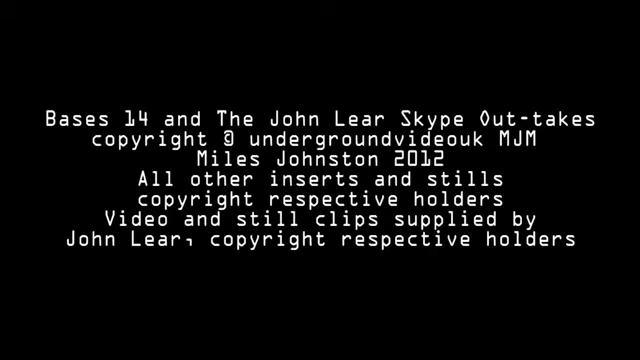 Bases 14 and The John Lear Skype Out-takes
copyright @ undergroundvideouk MJM
Miles Johnston 2012
All other inserts and stills
copyright respective holders
Video and still clips supplied by
John Lear, copyright respective holders